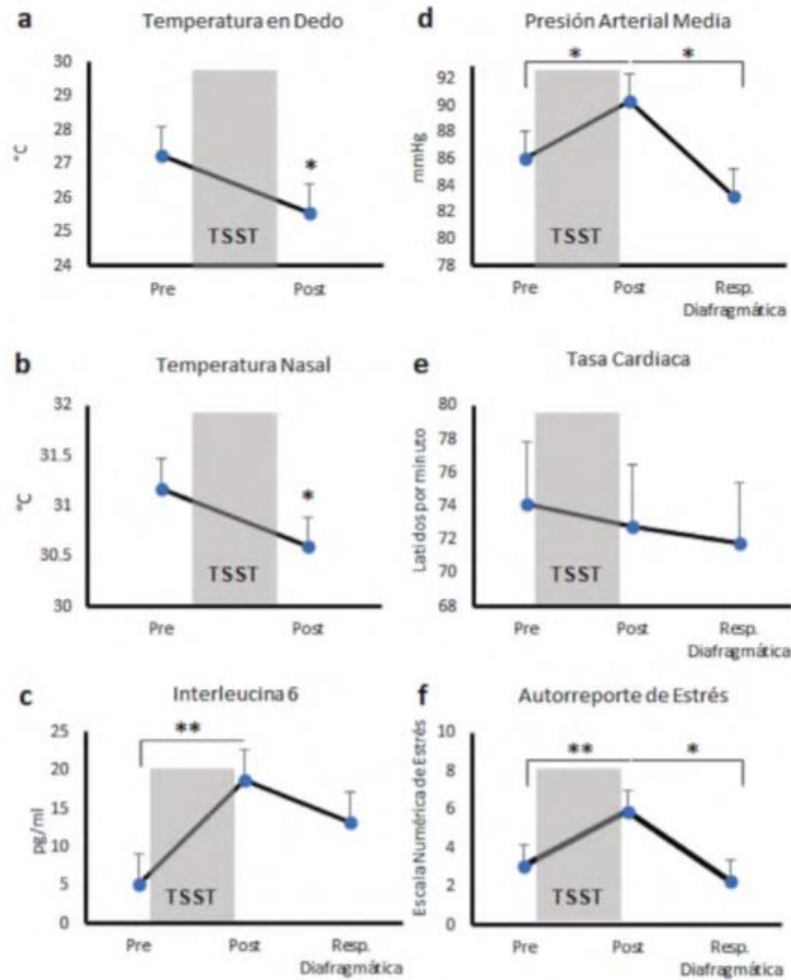 a
Temperatura en Dedo
30
29
28
27
26
25
24
°C
*
TSST
Pre
Post
d
Presión Arterial Media
*
*
92
90
88
86
84
82
80
78
mmHg
TSST
Pre
Post
Resp.
Diafragmática
b
Temperatura Nasal
32
31.5
31
30.5
30
°C
*
TSST
Pre
Post
e
Tasa Cardiaca
80
78
76
74
72
70
68
Latidos por minuto
TSST
Pre
Post
Resp.
Diafragmática
c
Interleucina 6
**
25
20
15
10
5
0
pg/ml
TSST
Pre
Post
Resp.
Diafragmática
f
Autorreporte de Estrés
**
*
10
8
6
4
2
0
Escala Numérica de Estrés
TSST
Pre
Post
Resp.
Diafragmática